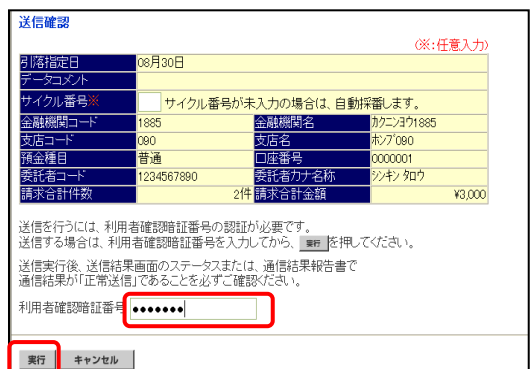 送信確認
(※:任意入力)
引落指定日 08月30日
データコメント
サイクル番号※ サイクル番号が未入力の場合は、自動採番します。
金融機関コード 1885 金融機関名 カクニンヨウ1885
支店コード 090 支店名 ホンブ090
預金種目 普通 口座番号 0000001
委託者コード 1234567890 委託者カナ名称 シンキン タロウ
請求合計件数 2件 請求合計金額 ¥3,000
送信を行うには、利用者確認暗証番号の認証が必要です。
送信する場合は、利用者確認暗証番号を入力してから、 実行 を押してください。
送信実行後、送信結果画面のステータスまたは、通信結果報告書で
通信結果が「正常送信」であることを必ずご確認ください。
利用者確認暗証番号 •••••••
実行 キャンセル